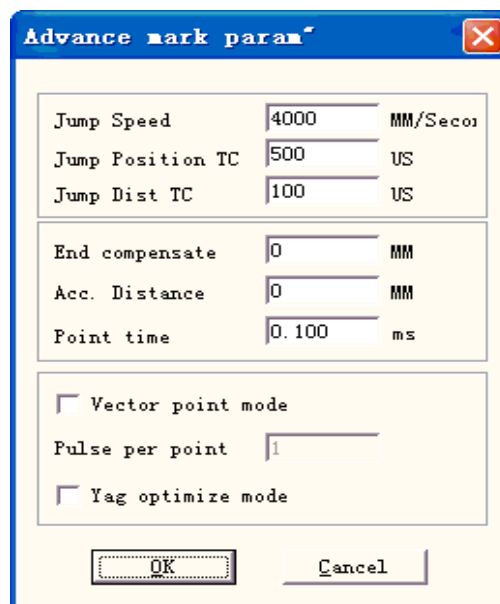 Advance mark param~
Jump Speed 4000 MM/Secon
Jump Position TC 500 US
Jump Dist TC 100 US
End compensate 0 MM
Acc. Distance 0 MM
Point time 0.100 ms
Vector point mode
Pulse per point 1
Yag optimize mode
OK Cancel